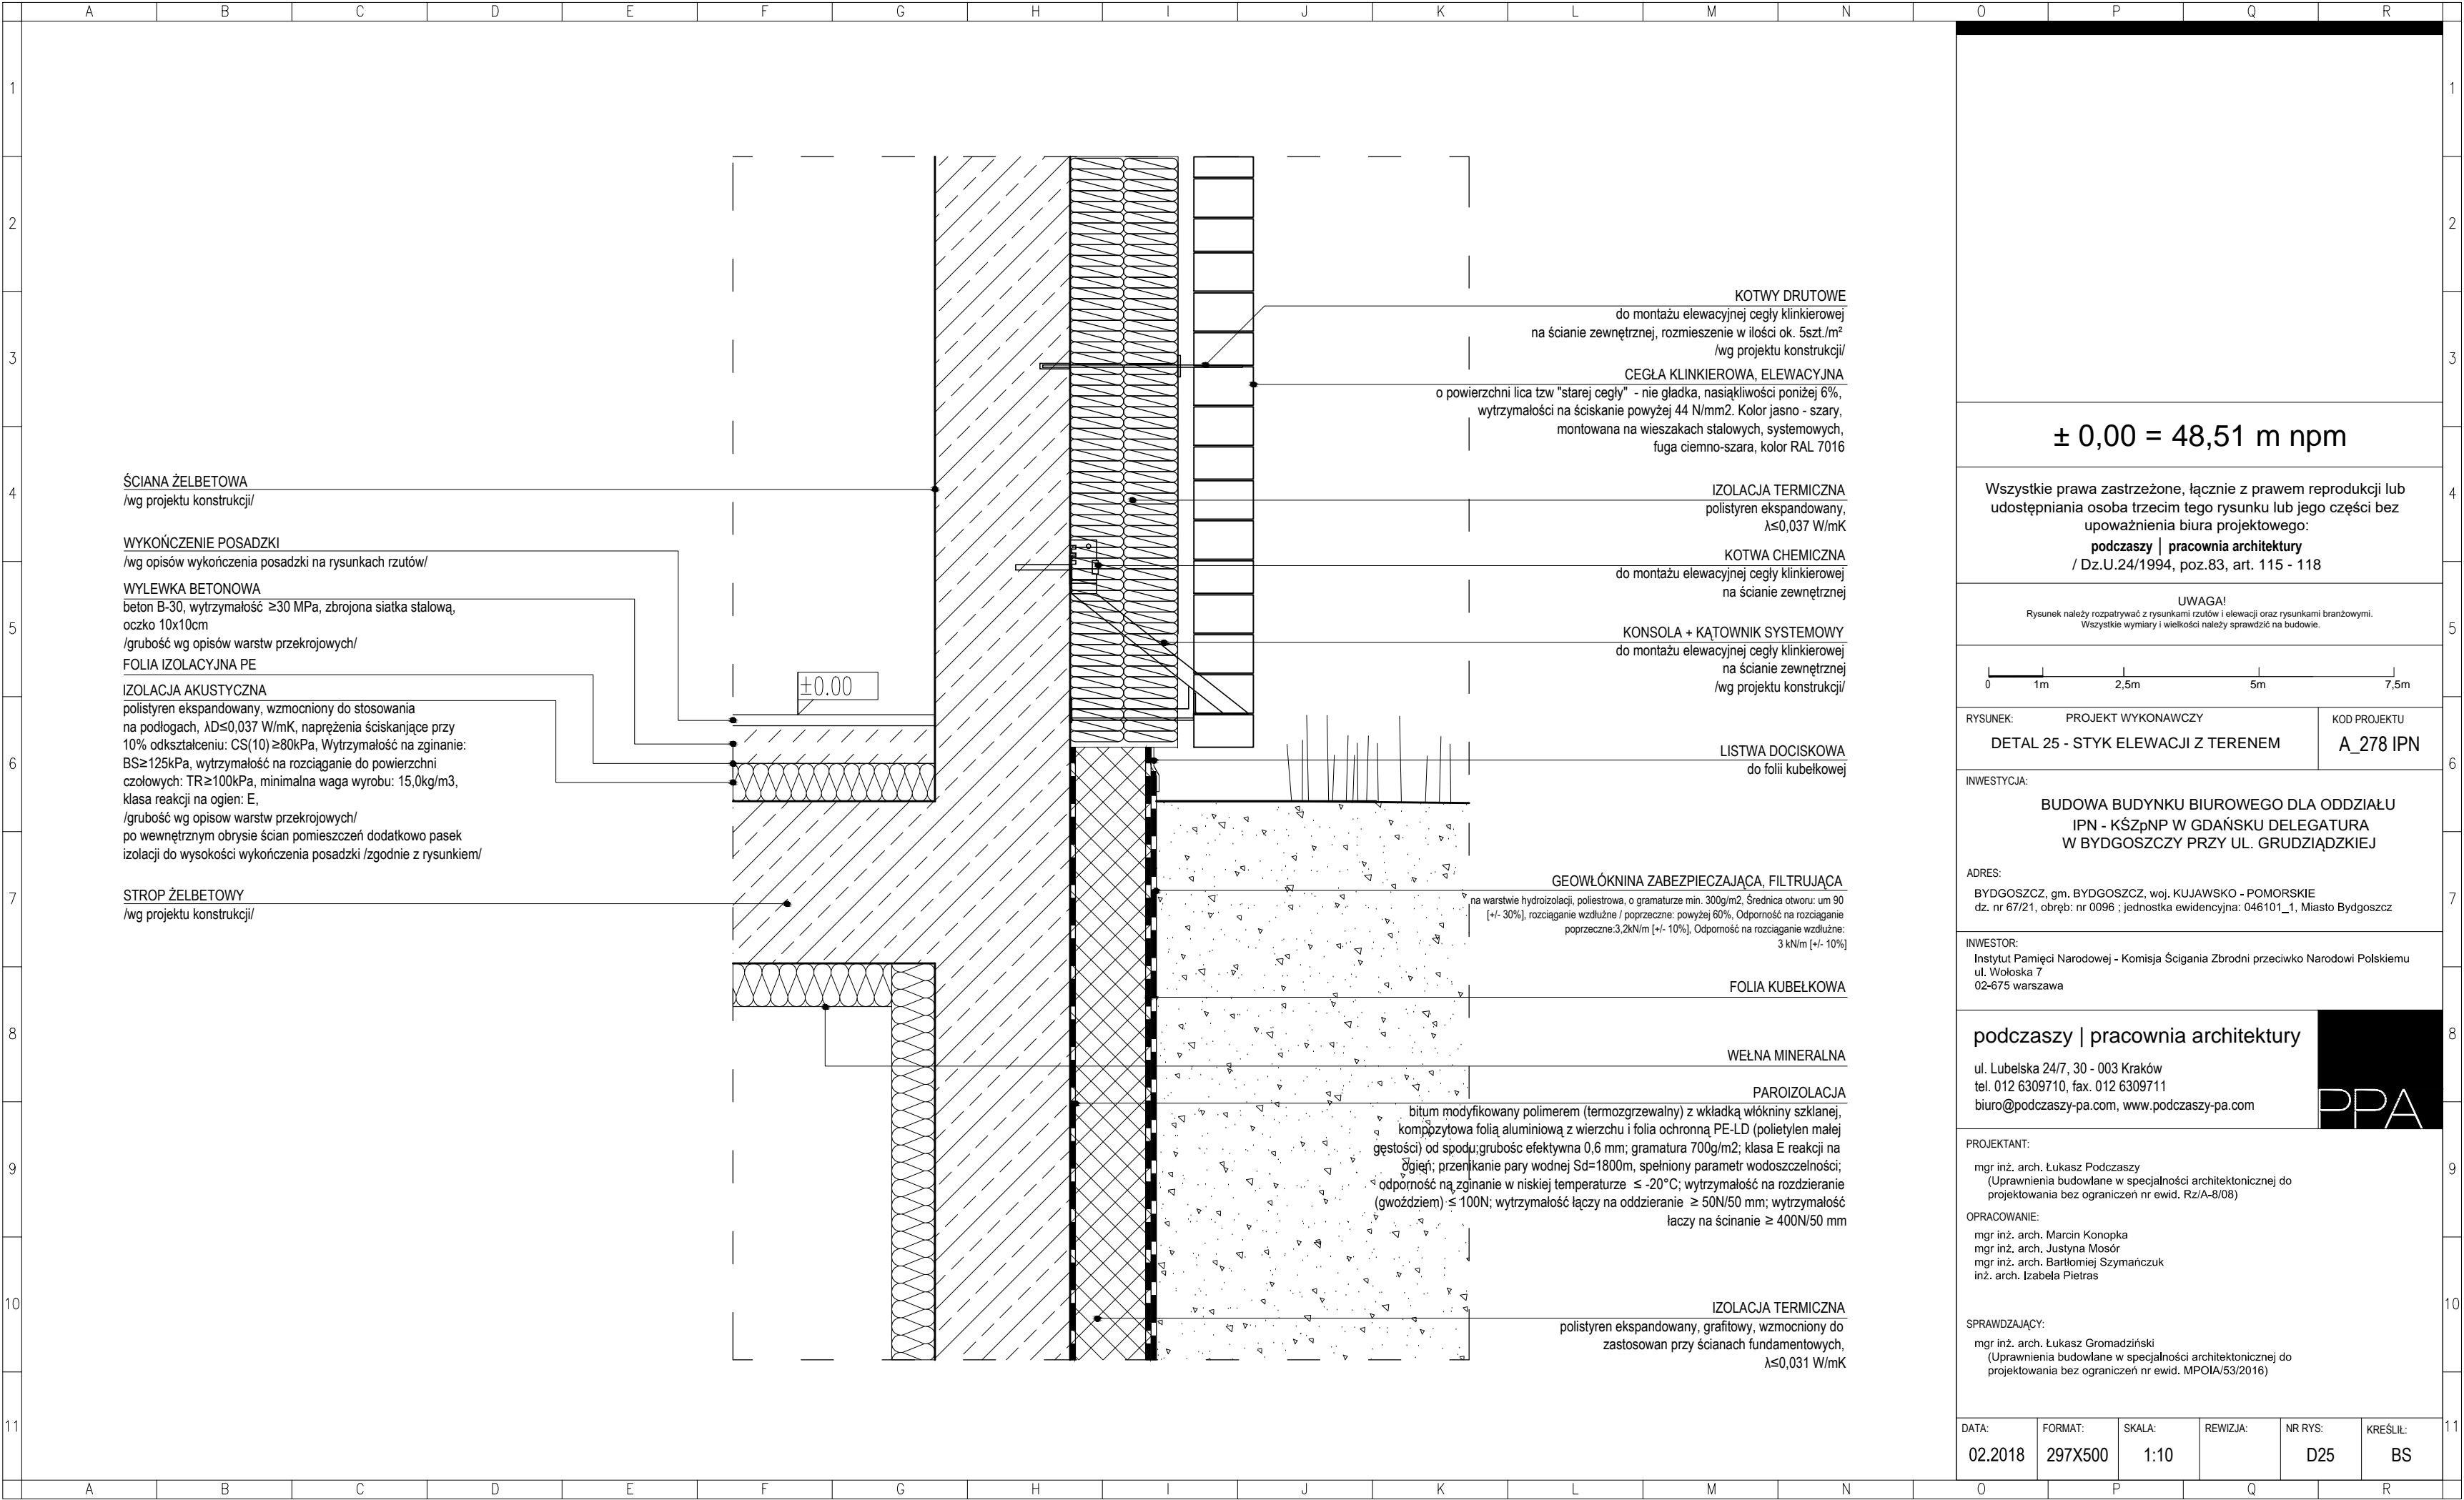 A B C D E F G H I J K L M N O P Q R
1
2
3
4
5
6
7
8
9
10
11
ŚCIANA ŻELBETOWA
/wg projektu konstrukcji/
WYKOŃCZENIE POSADZKI
/wg opisów wykończenia posadzki na rysunkach rzutów/
WYLEWKA BETONOWA
beton B-30, wytrzymałość ≥30 MPa, zbrojona siatka stalową,
oczko 10x10cm
/grubość wg opisów warstw przekrojowych/
FOLIA IZOLACYJNA PE
IZOLACJA AKUSTYCZNA
polistyren ekspandowany, wzmocniony do stosowania
na podłogach, λD≤0,037 W/mK, naprężenia ściskanjące przy
10% odkształceniu: CS(10) ≥80kPa, Wytrzymałość na zginanie:
BS≥125kPa, wytrzymałość na rozciąganie do powierzchni
czołowych: TR≥100kPa, minimalna waga wyrobu: 15,0kg/m3,
klasa reakcji na ogien: E,
/grubość wg opisow warstw przekrojowych/
po wewnętrznym obrysie ścian pomieszczeń dodatkowo pasek
izolacji do wysokości wykończenia posadzki /zgodnie z rysunkiem/
STROP ŻELBETOWY
/wg projektu konstrukcji/
±0.00
KOTWY DRUTOWE
do montażu elewacyjnej cegły klinkierowej
na ścianie zewnętrznej, rozmieszenie w ilości ok. 5szt./m²
/wg projektu konstrukcji/
CEGŁA KLINKIEROWA, ELEWACYJNA
o powierzchni lica tzw "starej cegły" - nie gładka, nasiąkliwości poniżej 6%,
wytrzymałości na ściskanie powyżej 44 N/mm2. Kolor jasno - szary,
montowana na wieszakach stalowych, systemowych,
fuga ciemno-szara, kolor RAL 7016
IZOLACJA TERMICZNA
polistyren ekspandowany,
λ≤0,037 W/mK
KOTWA CHEMICZNA
do montażu elewacyjnej cegły klinkierowej
na ścianie zewnętrznej
KONSOLA + KĄTOWNIK SYSTEMOWY
do montażu elewacyjnej cegły klinkierowej
na ścianie zewnętrznej
/wg projektu konstrukcji/
LISTWA DOCISKOWA
do folii kubełkowej
GEOWŁÓKNINA ZABEZPIECZAJĄCA, FILTRUJĄCA
na warstwie hydroizolacji, poliestrowa, o gramaturze min. 300g/m2, Średnica otworu: um 90
[+/- 30%], rozciąganie wzdłużne / poprzeczne: powyżej 60%, Odporność na rozciąganie
poprzeczne:3,2kN/m [+/- 10%], Odporność na rozciąganie wzdłużne:
3 kN/m [+/- 10%]
FOLIA KUBEŁKOWA
WEŁNA MINERALNA
PAROIZOLACJA
bitum modyfikowany polimerem (termozgrzewalny) z wkładką włókniny szklanej,
kompozytowa folią aluminiową z wierzchu i folia ochronną PE-LD (polietylen małej
gęstości) od spodu;grubośc efektywna 0,6 mm; gramatura 700g/m2; klasa E reakcji na
ogień; przenikanie pary wodnej Sd=1800m, spełniony parametr wodoszczelności;
odporność na zginanie w niskiej temperaturze ≤ -20°C; wytrzymałość na rozdzieranie
(gwoździem) ≤ 100N; wytrzymałość łączy na oddzieranie ≥ 50N/50 mm; wytrzymałość
łaczy na ścinanie ≥ 400N/50 mm
IZOLACJA TERMICZNA
polistyren ekspandowany, grafitowy, wzmocniony do
zastosowan przy ścianach fundamentowych,
λ≤0,031 W/mK
± 0,00 = 48,51 m npm
Wszystkie prawa zastrzeżone, łącznie z prawem reprodukcji lub
udostępniania osoba trzecim tego rysunku lub jego części bez
upoważnienia biura projektowego:
podczaszy | pracownia architektury
/ Dz.U.24/1994, poz.83, art. 115 - 118
UWAGA!
Rysunek należy rozpatrywać z rysunkami rzutów i elewacji oraz rysunkami branżowymi.
Wszystkie wymiary i wielkości należy sprawdzić na budowie.
0 1m 2,5m 5m 7,5m
RYSUNEK: PROJEKT WYKONAWCZY
DETAL 25 - STYK ELEWACJI Z TERENEM
KOD PROJEKTU
A_278 IPN
INWESTYCJA:
BUDOWA BUDYNKU BIUROWEGO DLA ODDZIAŁU
IPN - KŚZpNP W GDAŃSKU DELEGATURA
W BYDGOSZCZY PRZY UL. GRUDZIĄDZKIEJ
ADRES:
BYDGOSZCZ, gm. BYDGOSZCZ, woj. KUJAWSKO - POMORSKIE
dz. nr 67/21, obręb: nr 0096 ; jednostka ewidencyjna: 046101_1, Miasto Bydgoszcz
INWESTOR:
Instytut Pamięci Narodowej - Komisja Ścigania Zbrodni przeciwko Narodowi Polskiemu
ul. Wołoska 7
02-675 warszawa
podczaszy | pracownia architektury
ul. Lubelska 24/7, 30 - 003 Kraków
tel. 012 6309710, fax. 012 6309711
biuro@podczaszy-pa.com, www.podczaszy-pa.com
PPA
PROJEKTANT:
mgr inż. arch. Łukasz Podczaszy
(Uprawnienia budowlane w specjalności architektonicznej do
projektowania bez ograniczeń nr ewid. Rz/A-8/08)
OPRACOWANIE:
mgr inż. arch. Marcin Konopka
mgr inż. arch. Justyna Mosór
mgr inż. arch. Bartłomiej Szymańczuk
inż. arch. Izabela Pietras
SPRAWDZAJĄCY:
mgr inż. arch. Łukasz Gromadziński
(Uprawnienia budowlane w specjalności architektonicznej do
projektowania bez ograniczeń nr ewid. MPOIA/53/2016)
DATA: FORMAT: SKALA: REWIZJA: NR RYS: KREŚLIŁ:
02.2018 297X500 1:10 D25 BS
1
2
3
4
5
6
7
8
9
10
11
A B C D E F G H I J K L M N O P Q R